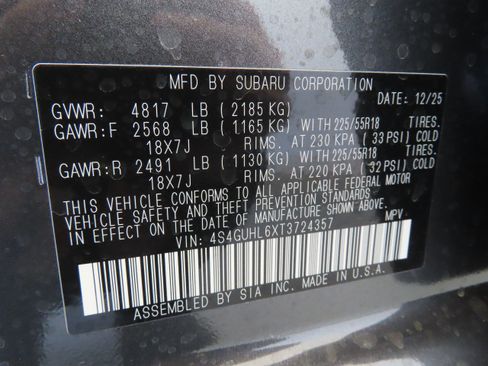 MFD BY SUBARU CORPORATION
DATE: 12/25
GVWR: 4817 LB (2185 KG)
GAWR:F 2568 LB (1165 KG) WITH 225/55R18 TIRES.
18X7J RIMS. AT 230 KPA (33 PSI) COLD
GAWR:R 2491 LB (1130 KG) WITH 225/55R18 TIRES.
18X7J RIMS. AT 220 KPA (32 PSI) COLD
THIS VEHICLE CONFORMS TO ALL APPLICABLE FEDERAL MOTOR
VEHICLE SAFETY AND THEFT PREVENTION STANDARDS
IN EFFECT ON THE DATE OF MANUFACTURE SHOWN ABOVE.
VIN: 4S4GUHL6XT3724357 MPV
ASSEMBLED BY SIA INC. MADE IN U.S.A.